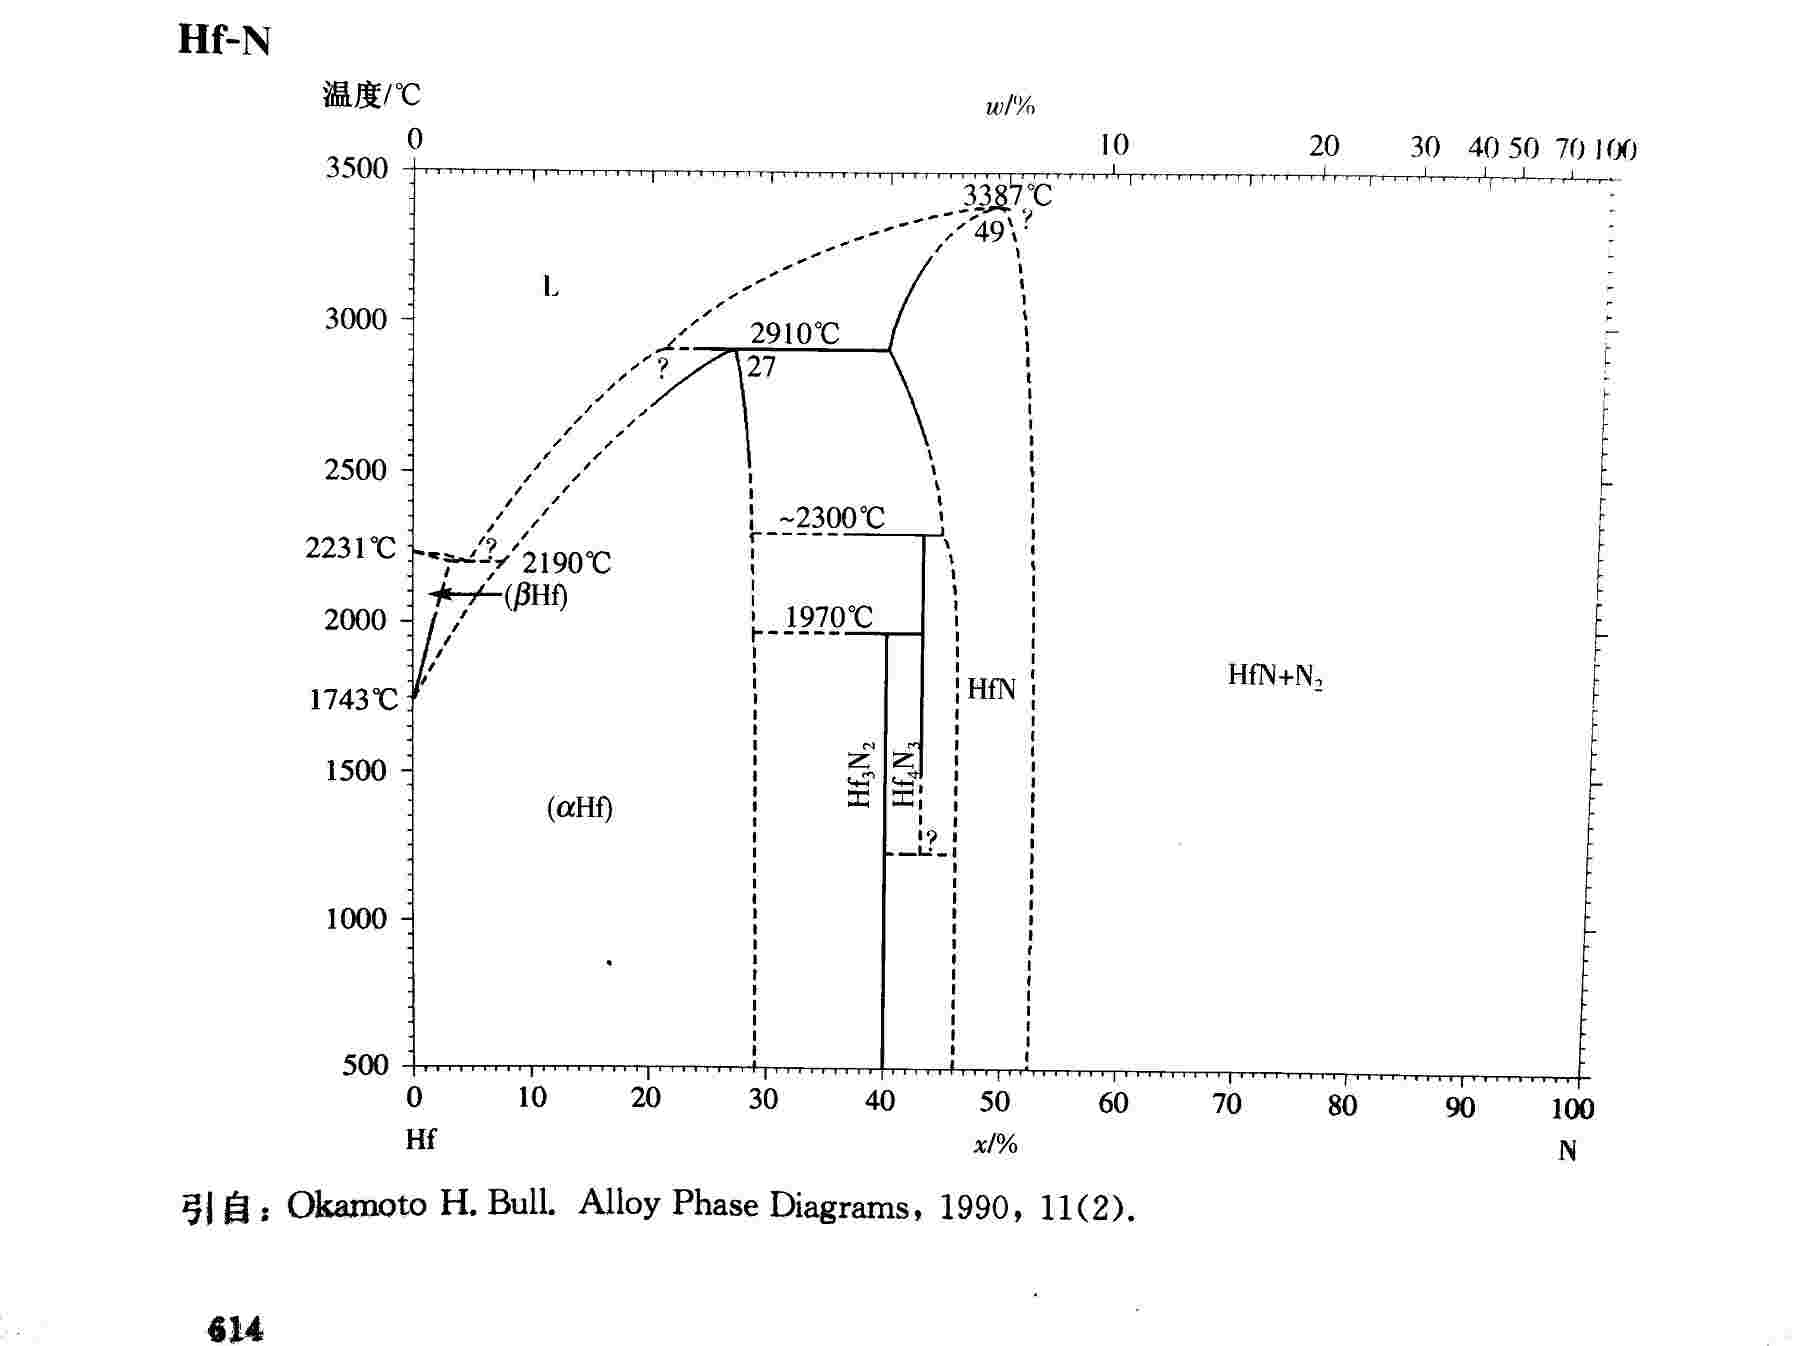 Hf-N
温度/℃
w/%
0 10 20 30 40 50 70 100
3500
3387℃
?
49
L
3000
2910℃
?
27
2500
~2300℃
2231℃
?
2190℃
(βHf)
2000
1970℃
1743℃
HfN
HfN+N₂
1500
Hf₃N₂
Hf₄N₃
(αHf)
?
1000
500
0 10 20 30 40 50 60 70 80 90 100
Hf
x/%
N
引自: Okamoto H. Bull. Alloy Phase Diagrams, 1990, 11(2).
614